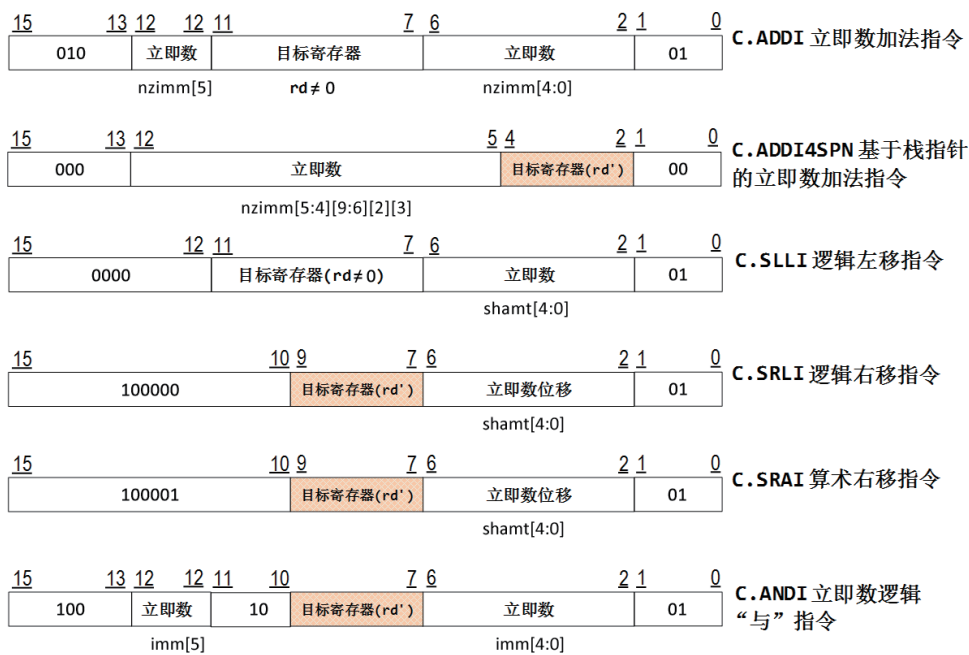 15 13 12 12 11 7 6 2 1 0
010 立即数 目标寄存器 立即数 01
C.ADDI 立即数加法指令
nzimm[5] rd≠0 nzimm[4:0]
15 13 12 5 4 2 1 0
000 立即数 目标寄存器(rd') 00
C.ADDI4SPN 基于栈指针
的立即数加法指令
nzimm[5:4][9:6][2][3]
15 12 11 7 6 2 1 0
0000 目标寄存器(rd≠0) 立即数 01
C.SLLI 逻辑左移指令
shamt[4:0]
15 10 9 7 6 2 1 0
100000 目标寄存器(rd') 立即数位移 01
C.SRLI 逻辑右移指令
shamt[4:0]
15 10 9 7 6 2 1 0
100001 目标寄存器(rd') 立即数位移 01
C.SRAI 算术右移指令
shamt[4:0]
15 13 12 12 11 10 7 6 2 1 0
100 立即数 10 目标寄存器(rd') 立即数 01
C.ANDI 立即数逻辑
“与”指令
imm[5] imm[4:0]